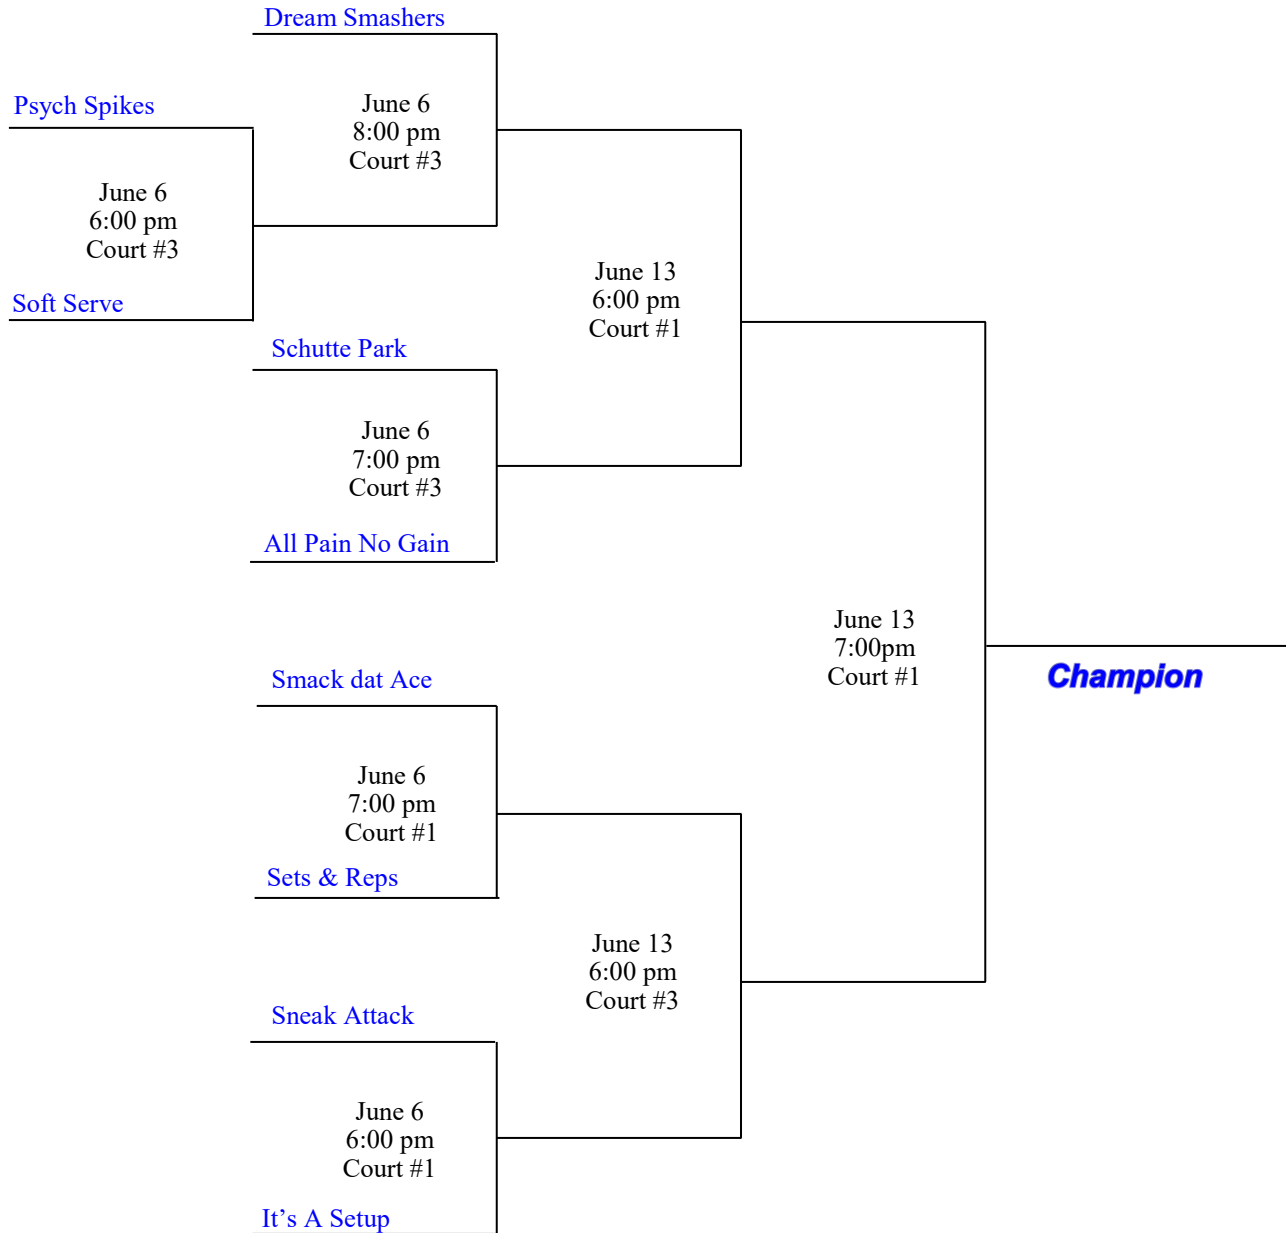 Dream Smashers
Psych Spikes
June 6
8:00 pm
Court #3
June 6
6:00 pm
Court #3
Soft Serve
June 13
6:00 pm
Court #1
Schutte Park
June 6
7:00 pm
Court #3
All Pain No Gain
June 13
7:00pm
Court #1
Champion
Smack dat Ace
June 6
7:00 pm
Court #1
Sets & Reps
June 13
6:00 pm
Court #3
Sneak Attack
June 6
6:00 pm
Court #1
It’s A Setup